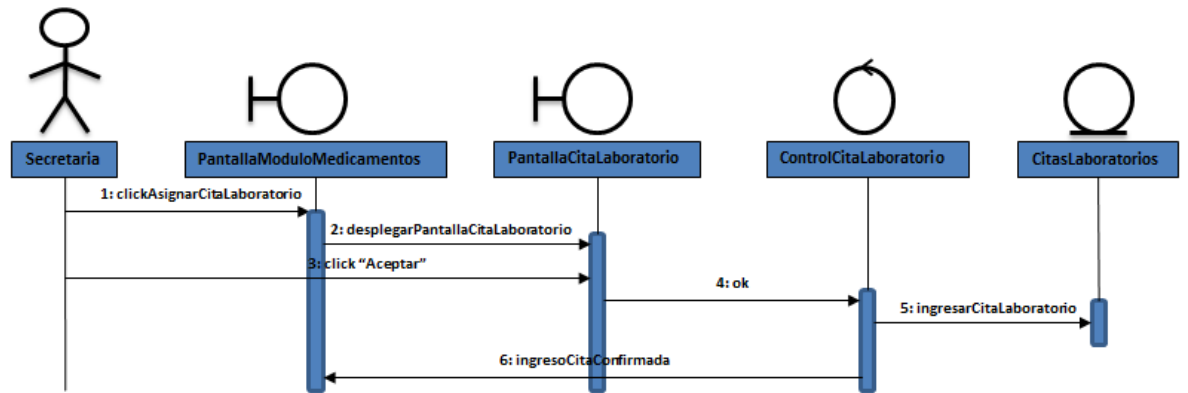 Secretaria
PantallaModuloMedicamentos
PantallaCitaLaboratorio
ControlCitaLaboratorio
CitasLaboratorios
1: clickAsignarCitaLaboratorio
2: desplegarPantallaCitaLaboratorio
3: click “Aceptar”
4: ok
5: ingresarCitaLaboratorio
6: ingresoCitaConfirmada